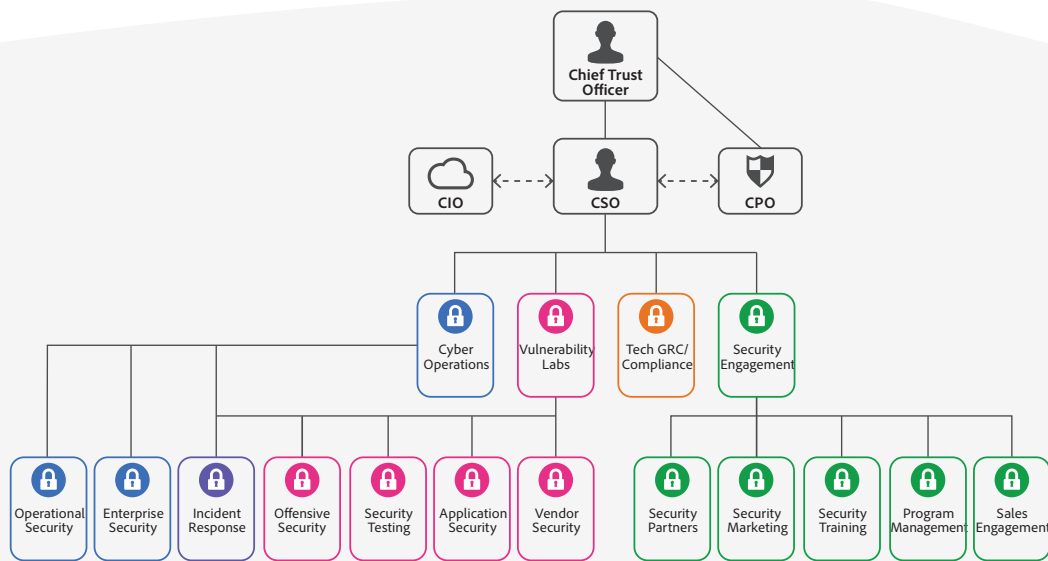 Chief Trust
Officer
CIO
CSO
CPO
Cyber
Operations
Vulnerability
Labs
Tech GRC/
Compliance
Security
Engagement
Operational
Security
Enterprise
Security
Incident
Response
Offensive
Security
Security
Testing
Application
Security
Vendor
Security
Security
Partners
Security
Marketing
Security
Training
Program
Management
Sales
Engagement